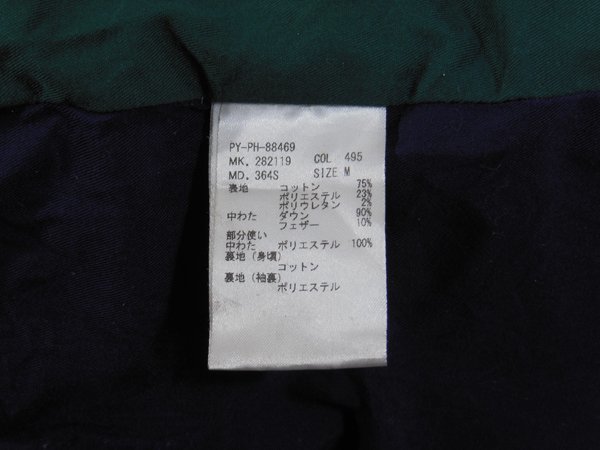 PY-PH-88469
MK. 282119 COL 495
MD. 364S SIZE M
表地 コットン 75%
ポリエステル 23%
ポリウレタン 2%
中わた ダウン 90%
フェザー 10%
部分使い
中わた ポリエステル 100%
裏地(身頃)
コットン
裏地(袖裏)
ポリエステル